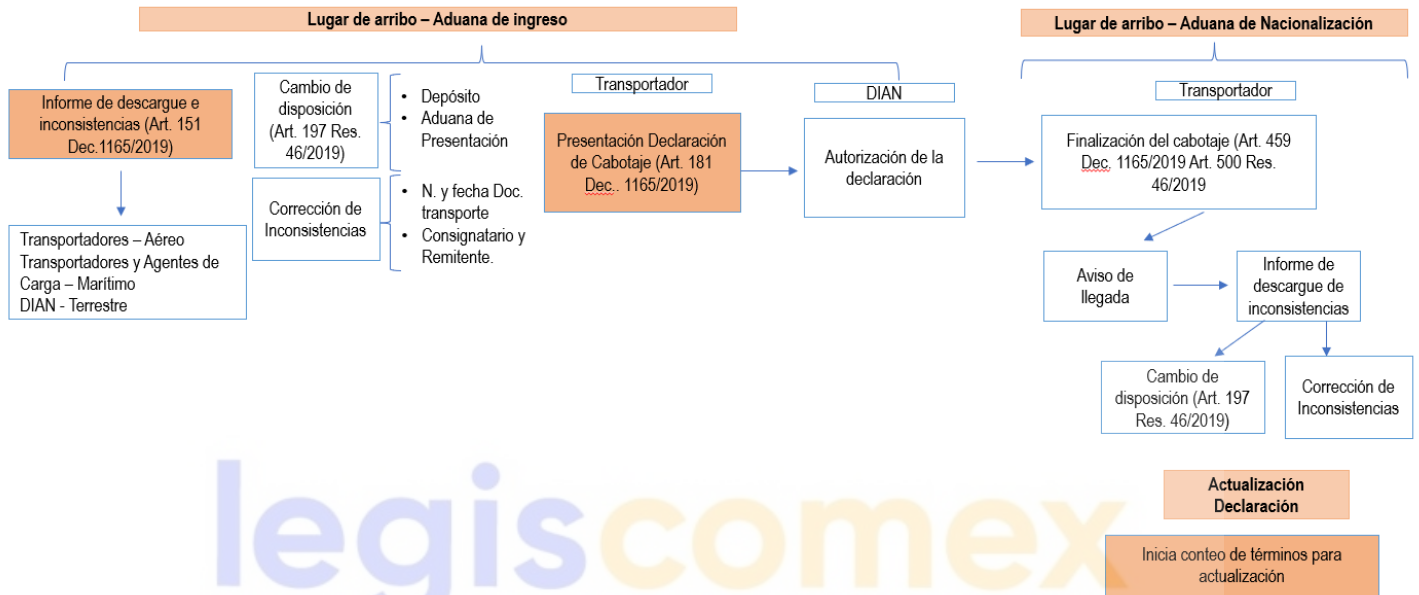 Lugar de arribo – Aduana de ingreso
Lugar de arribo – Aduana de Nacionalización
Informe de descargue e
inconsistencias (Art. 151
Dec.1165/2019)
Transportadores – Aéreo
Transportadores y Agentes de
Carga – Marítimo
DIAN - Terrestre
Cambio de
disposición
(Art. 197 Res.
46/2019)
• Depósito
• Aduana de
Presentación
Corrección de
Inconsistencias
• N. y fecha Doc.
transporte
• Consignatario y
Remitente.
Transportador
Presentación Declaración
de Cabotaje (Art. 181
Dec.. 1165/2019)
DIAN
Autorización de la
declaración
Transportador
Finalización del cabotaje (Art. 459
Dec. 1165/2019 Art. 500 Res.
46/2019
Aviso de
llegada
Informe de
descargue de
inconsistencias
Cambio de
disposición (Art. 197
Res. 46/2019)
Corrección de
Inconsistencias
Actualización
Declaración
Inicia conteo de términos para
actualización
legiscomex